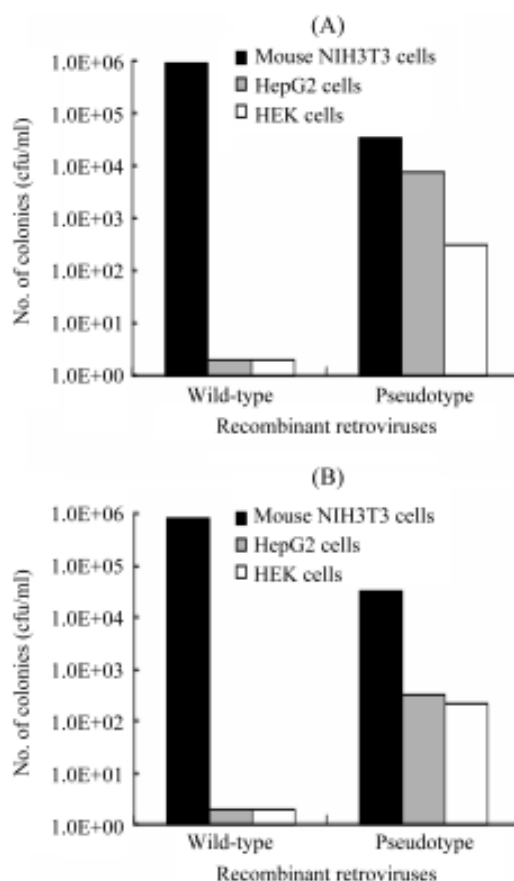 (A)
Mouse NIH3T3 cells
HepG2 cells
HEK cells
No. of colonies (cfu/ml)
1.0E+06
1.0E+05
1.0E+04
1.0E+03
1.0E+02
1.0E+01
1.0E+00
Wild-type
Pseudotype
Recombinant retroviruses
(B)
Mouse NIH3T3 cells
HepG2 cells
HEK cells
No. of colonies (cfu/ml)
1.0E+06
1.0E+05
1.0E+04
1.0E+03
1.0E+02
1.0E+01
1.0E+00
Wild-type
Pseudotype
Recombinant retroviruses